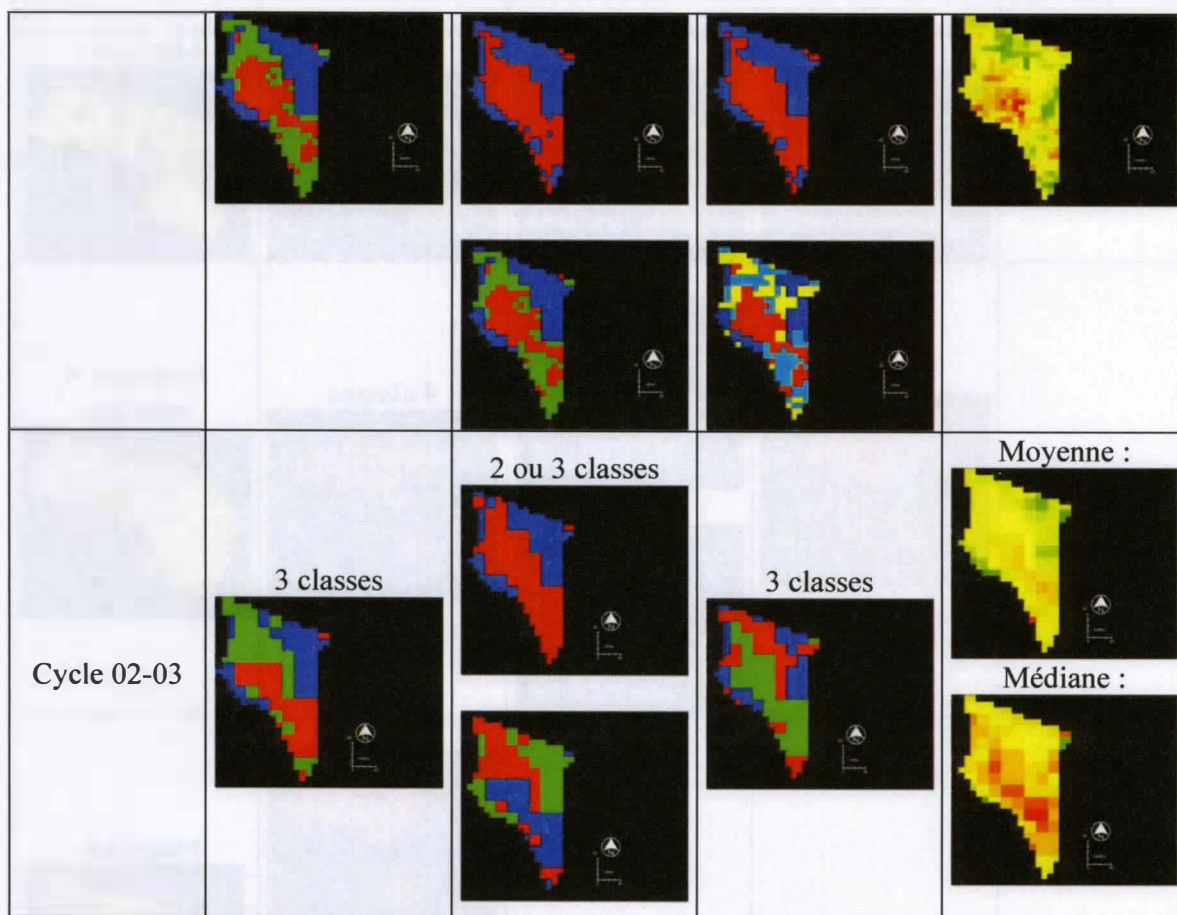 2 ou 3 classes
Moyenne :
3 classes
3 classes
Cycle 02-03
Médiane :